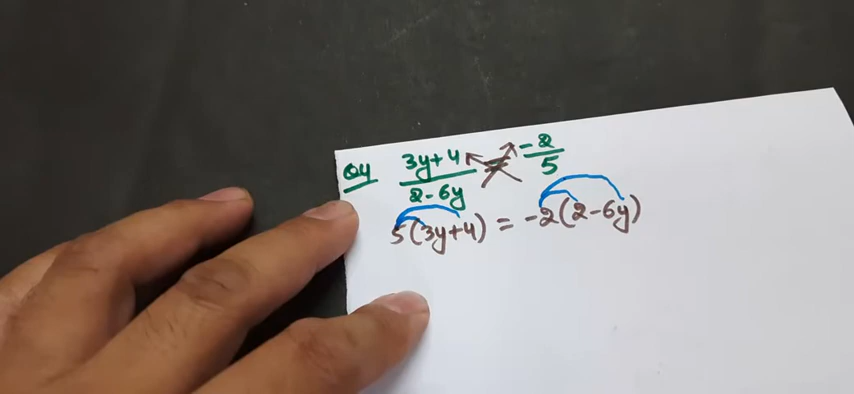 Q4 (3y+4)/(2-6y) = -2/5
5(3y+4) = -2(2-6y)